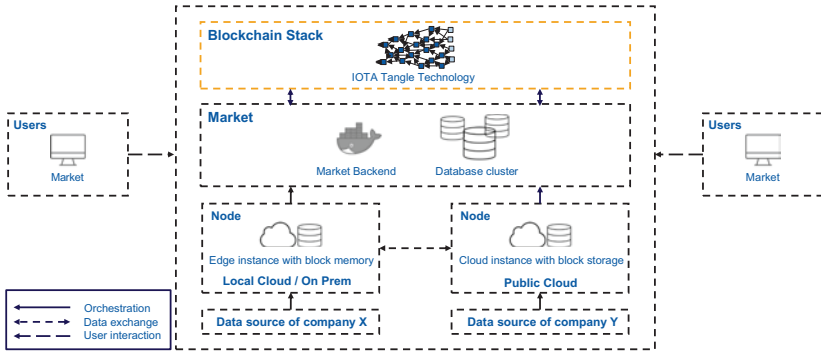 Blockchain Stack
IOTA Tangle Technology
Users
Market
Market
Market Backend
Database cluster
Users
Market
Node
Edge instance with block memory
Local Cloud / On Prem
Node
Cloud instance with block storage
Public Cloud
Data source of company X
Data source of company Y
Orchestration
Data exchange
User interaction